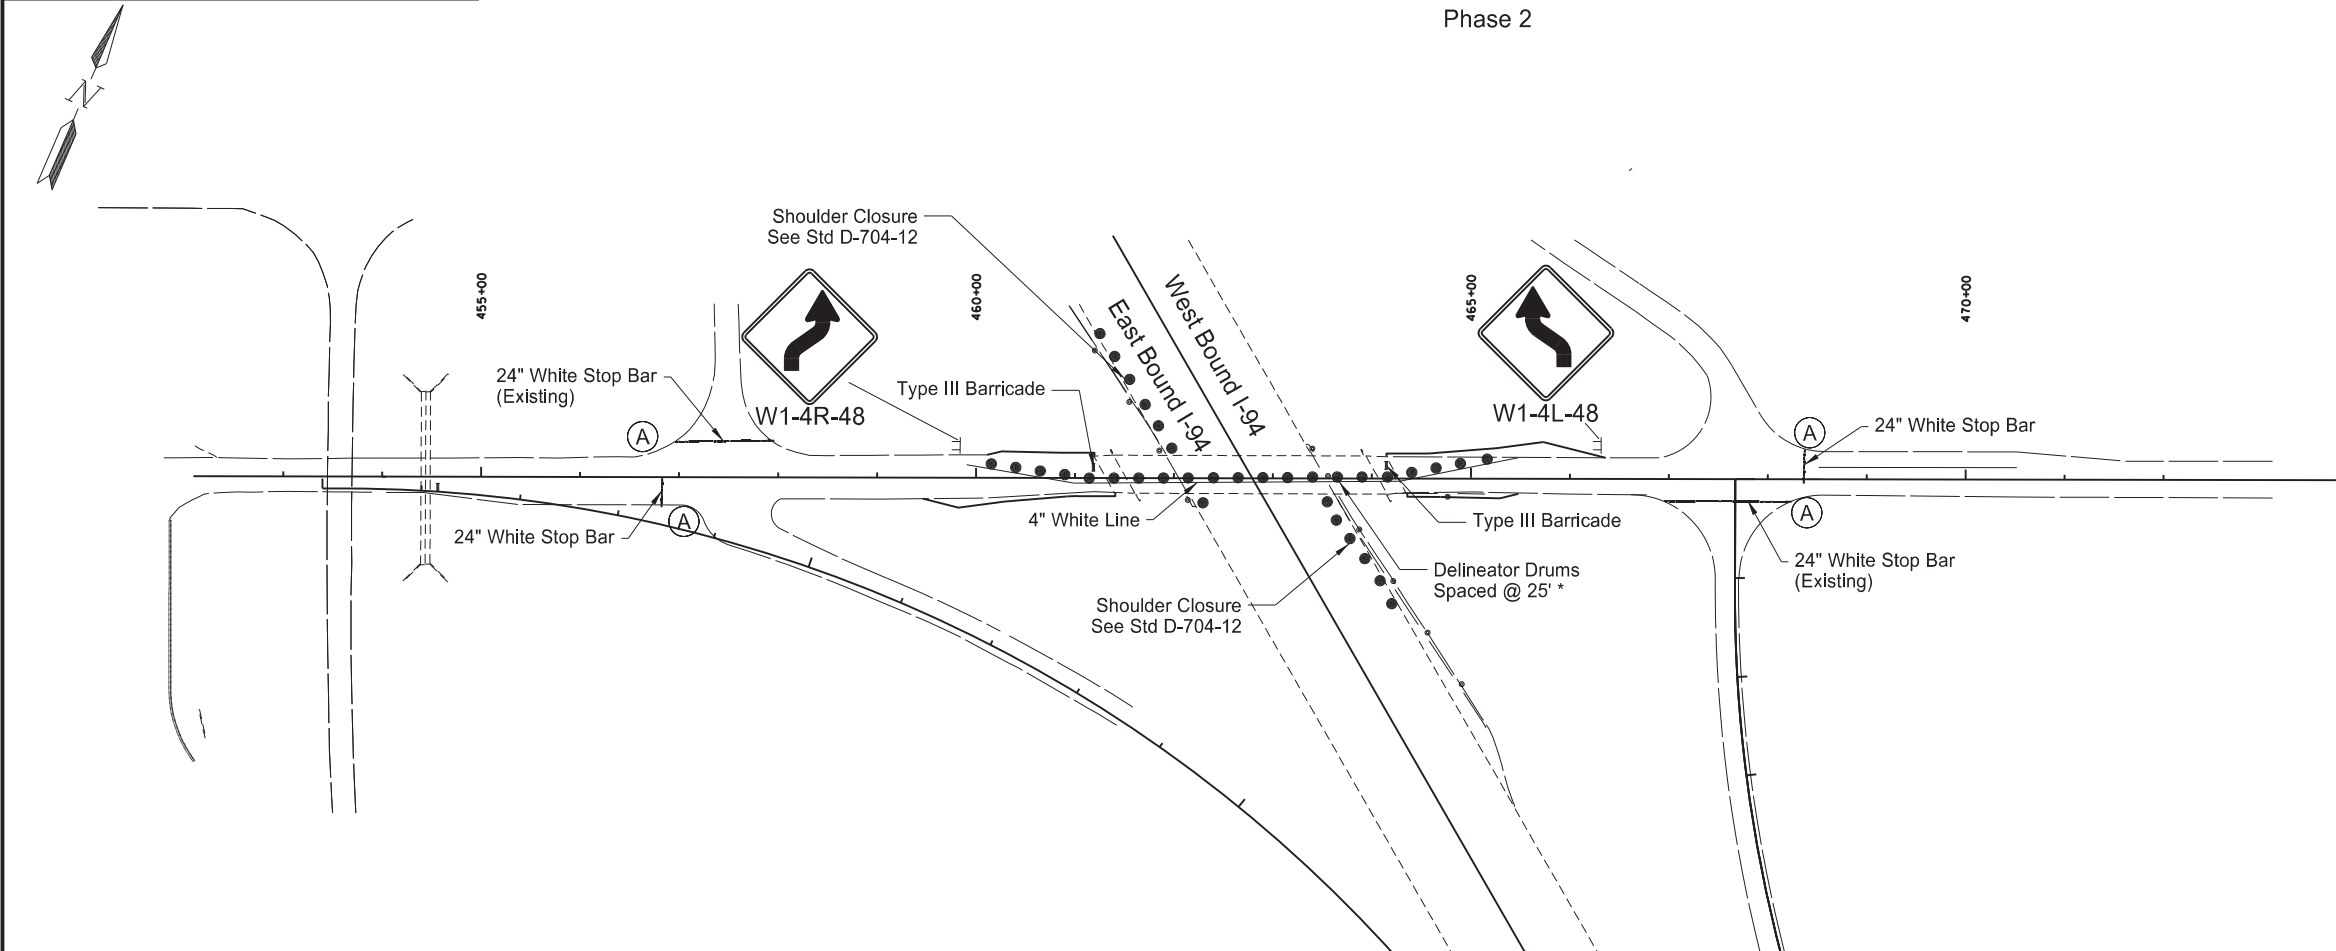 Phase 2
N
Shoulder Closure
See Std D-704-12
455+00
460+00
465+00
470+00
East Bound I-94
West Bound I-94
24" White Stop Bar
(Existing)
Type III Barricade
W1-4R-48
W1-4L-48
A
A
24" White Stop Bar
24" White Stop Bar
A
4" White Line
Type III Barricade
A
24" White Stop Bar
(Existing)
Delineator Drums
Spaced @ 25' *
Shoulder Closure
See Std D-704-12